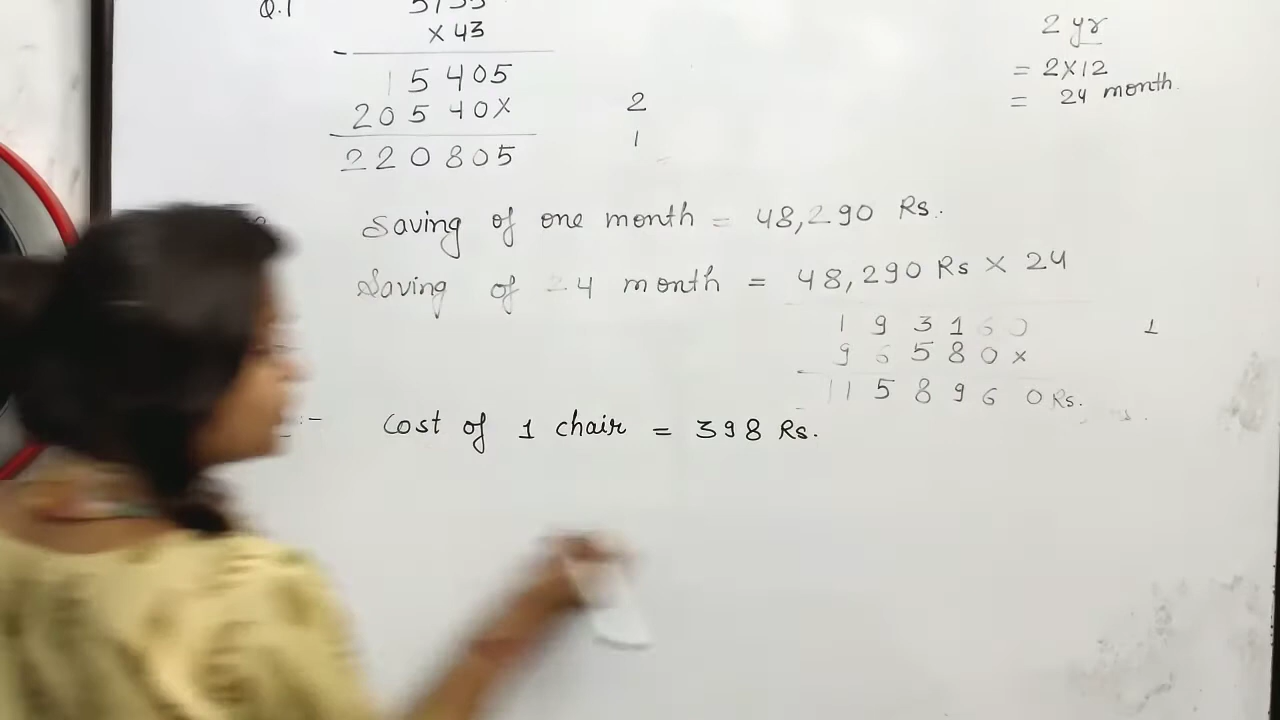 Q.1
5135
× 43
15405
20540×
220805
2
1
2 yr
= 2×12
= 24 month.
Saving of one month = 48,290 Rs.
Saving of 24 month = 48,290 Rs × 24
193160
96580×
1158960 Rs.
1
:- Cost of 1 chair = 398 Rs.